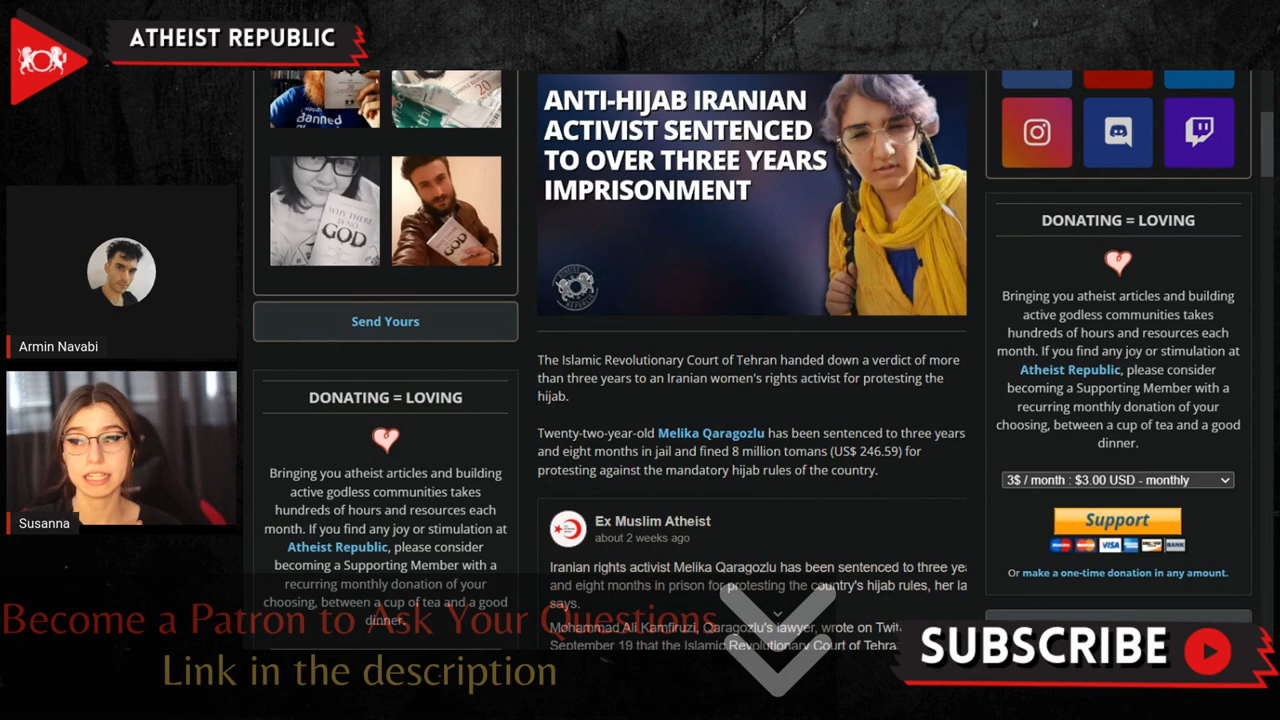 ATHEIST REPUBLIC
Armin Navabi
Susanna
Banned
20
WHY THERE
IS NO
GOD
Send Yours
DONATING = LOVING
Bringing you atheist articles and building
active godless communities takes
hundreds of hours and resources each
month. If you find any joy or stimulation at
Atheist Republic, please consider
becoming a Supporting Member with a
recurring monthly donation of your
choosing, between a cup of tea and a good
dinner.
ANTI-HIJAB IRANIAN
ACTIVIST SENTENCED
TO OVER THREE YEARS
IMPRISONMENT
ATHEIST
REPUBLIC
The Islamic Revolutionary Court of Tehran handed down a verdict of more
than three years to an Iranian women's rights activist for protesting the
hijab.
Twenty-two-year-old Melika Qaragozlu has been sentenced to three years
and eight months in jail and fined 8 million tomans (US$ 246.59) for
protesting against the mandatory hijab rules of the country.
Ex Muslim Atheist
about 2 weeks ago
Iranian rights activist Melika Qaragozlu has been sentenced to three yea
and eight months in prison for protesting the country's hijab rules, her la
says.
Mohammad Ali Kamfiruzi, Qaragozlu's lawyer, wrote on Twit
September 19 that the Islamic Revolutionary Court of Tehra
DONATING = LOVING
Bringing you atheist articles and building
active godless communities takes
hundreds of hours and resources each
month. If you find any joy or stimulation at
Atheist Republic, please consider
becoming a Supporting Member with a
recurring monthly donation of your
choosing, between a cup of tea and a good
dinner.
3$ / month : $3.00 USD - monthly
Support
VISA
BANK
Or make a one-time donation in any amount.
Become a Patron to Ask Your Questions
Link in the description
SUBSCRIBE